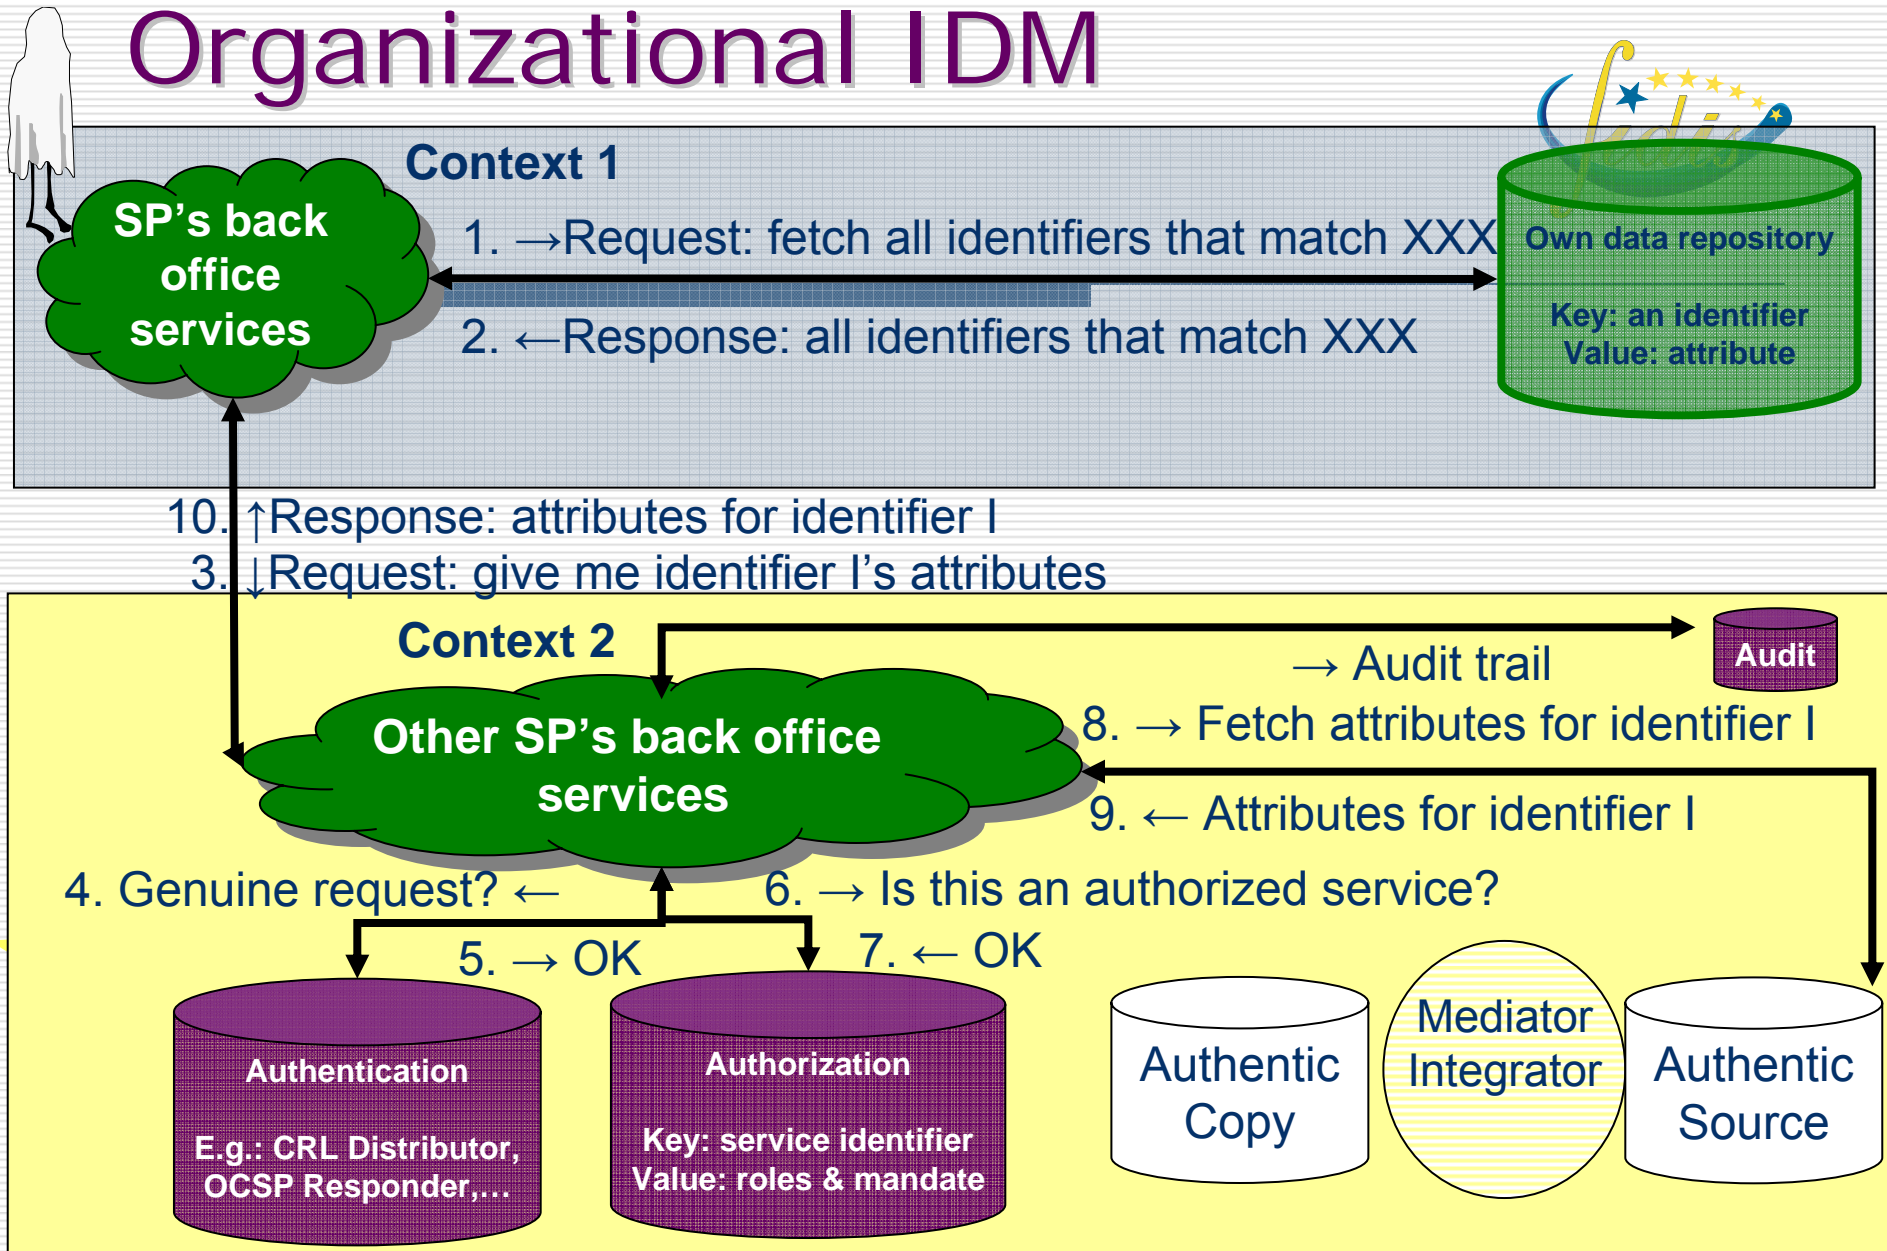 Organizational IDM
fidis
Context 1
SP's back
office
services
1. →Request: fetch all identifiers that match XXX
2. ←Response: all identifiers that match XXX
Own data repository
Key: an identifier
Value: attribute
10. ↑Response: attributes for identifier I
3. ↓Request: give me identifier I's attributes
Context 2
→ Audit trail
Audit
Other SP's back office
services
8. → Fetch attributes for identifier I
9. ← Attributes for identifier I
4. Genuine request? ←
5. → OK
6. → Is this an authorized service?
7. ← OK
Authentication
E.g.: CRL Distributor,
OCSP Responder,…
Authorization
Key: service identifier
Value: roles & mandate
Authentic
Copy
Mediator
Integrator
Authentic
Source